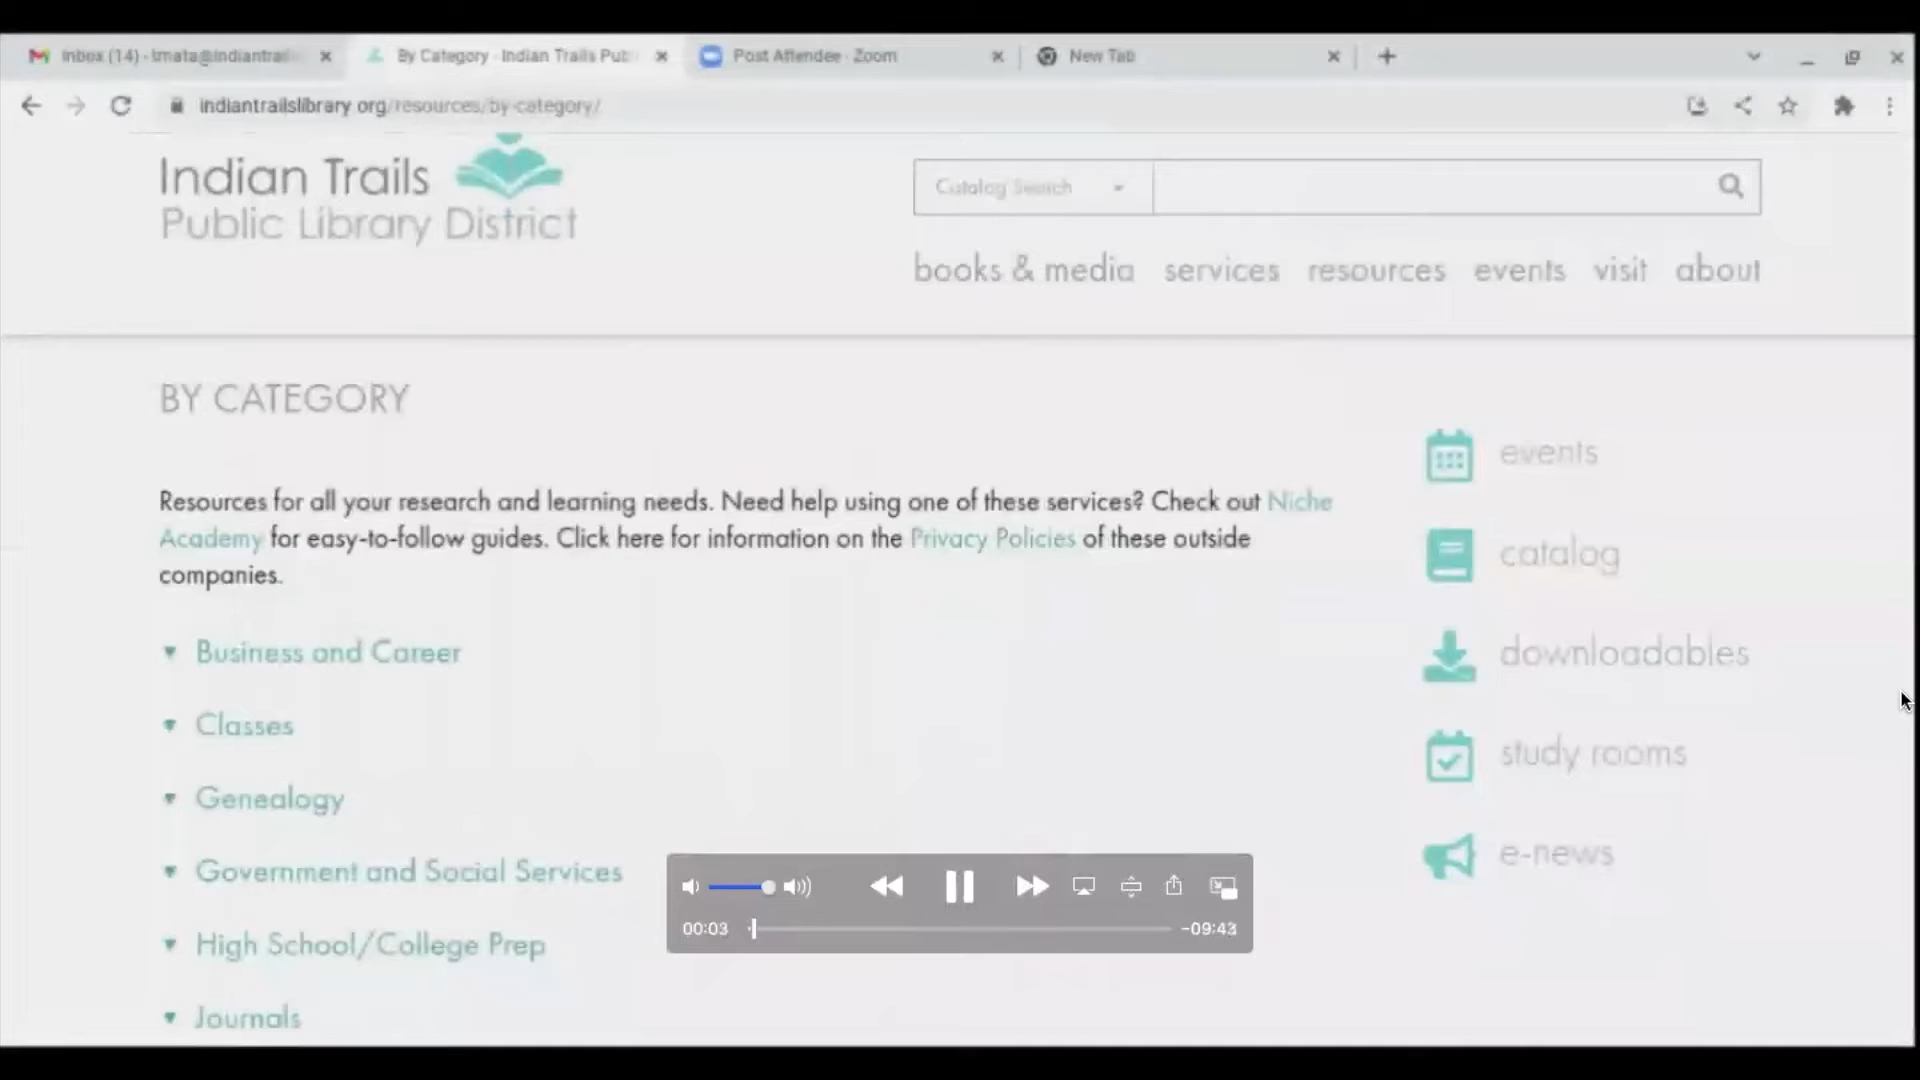 Inbox (14) - tmata@indiantrail
By Category - Indian Trails Pub
Post Attendee - Zoom
New Tab
indiantrailslibrary.org/resources/by-category/
Indian Trails
Public Library District
Catalog Search
books & media services resources events visit about
BY CATEGORY
Resources for all your research and learning needs. Need help using one of these services? Check out Niche
Academy for easy-to-follow guides. Click here for information on the Privacy Policies of these outside
companies.
Business and Career
Classes
Genealogy
Government and Social Services
High School/College Prep
Journals
events
catalog
downloadables
study rooms
e-news
00:03
-09:43